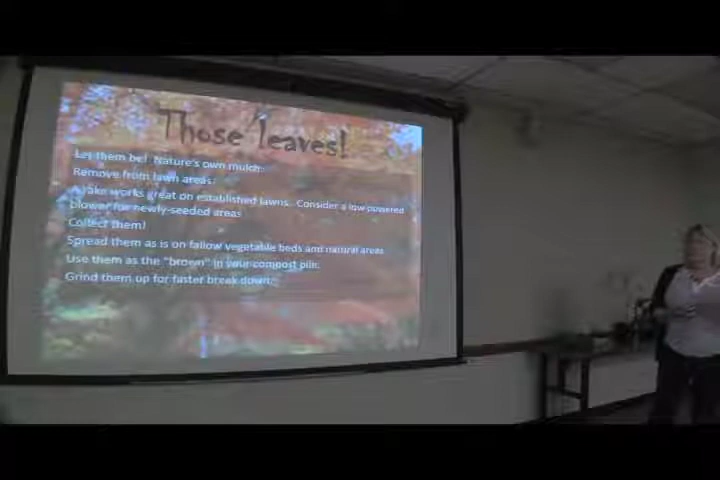 Those leaves!
Let them be! Nature's own mulch.
Remove from lawn areas.
A rake works great on established lawns. Consider a low-powered
blower for newly-seeded areas
Collect them!
Spread them as is on fallow vegetable beds and natural areas
Use them as the "brown" in your compost pile.
Grind them up for faster break down.